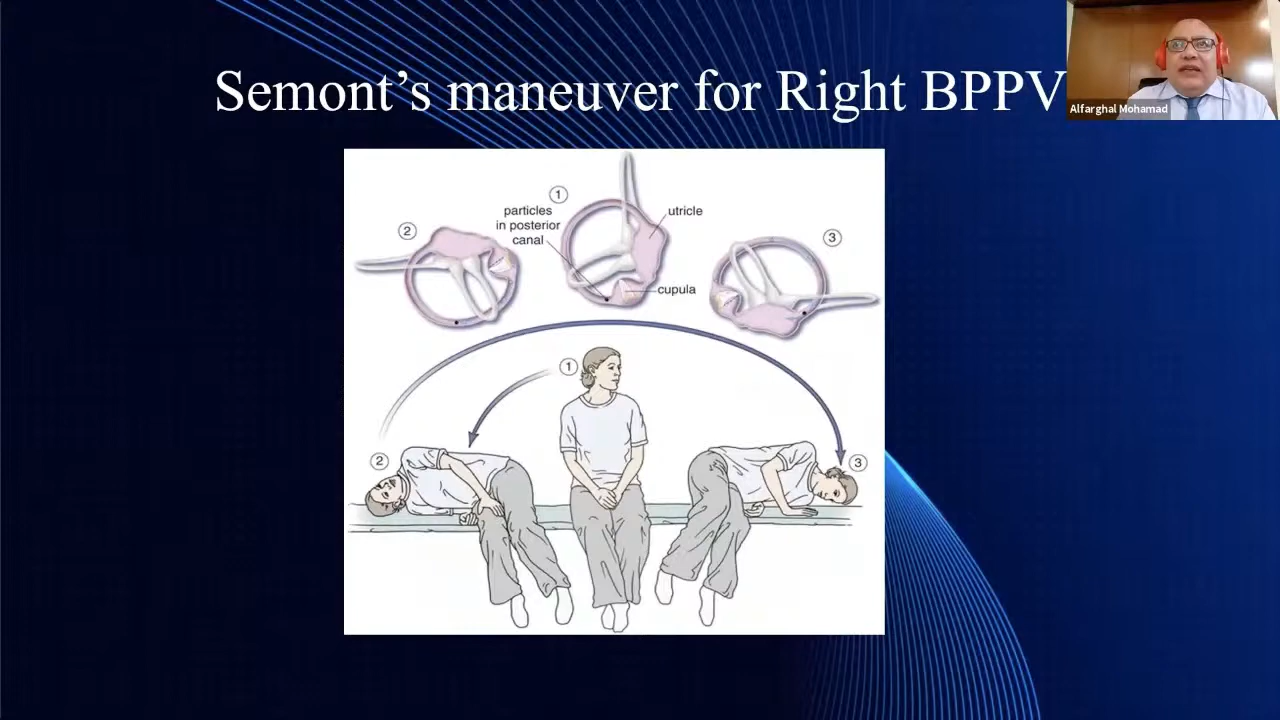 Semont's maneuver for Right BPPV
Alfarghal Mohamad
1
particles
in posterior
canal
utricle
cupula
2
3
1
2
3